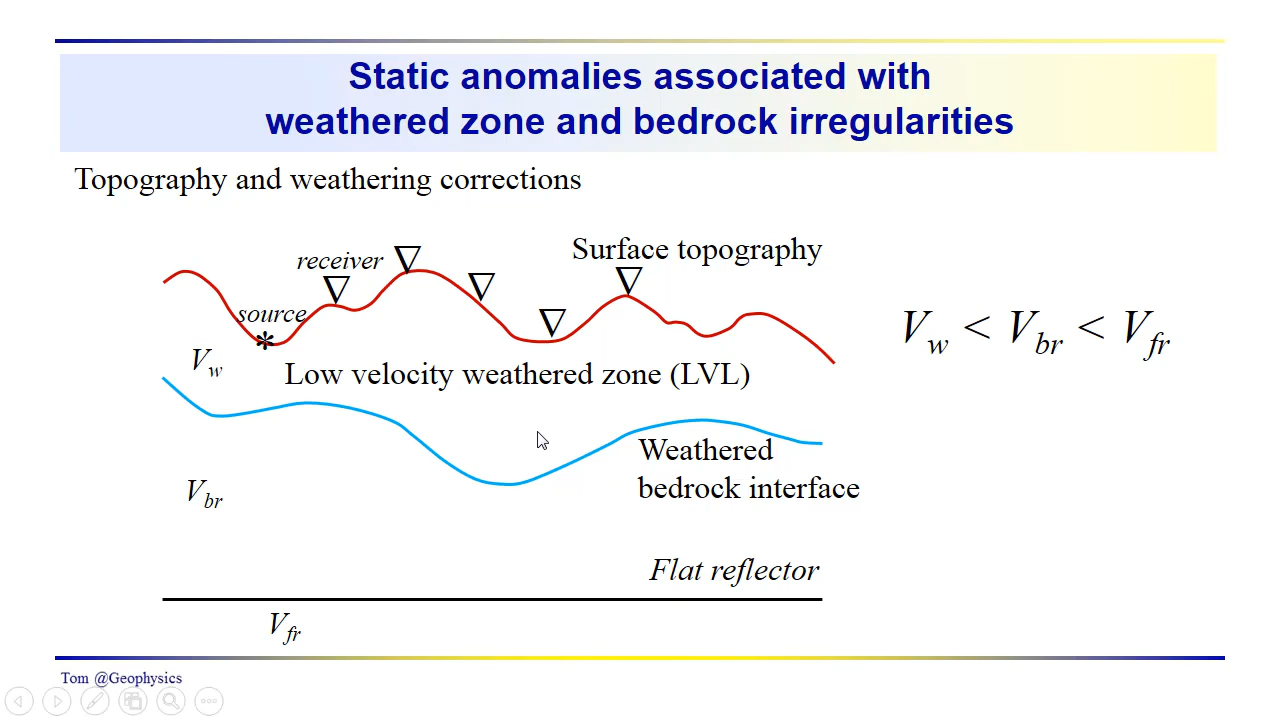 Static anomalies associated with
weathered zone and bedrock irregularities
Topography and weathering corrections
Surface topography
receiver
source
V_w < V_br < V_fr
V_w
Low velocity weathered zone (LVL)
Weathered
bedrock interface
V_br
Flat reflector
V_fr
Tom @Geophysics